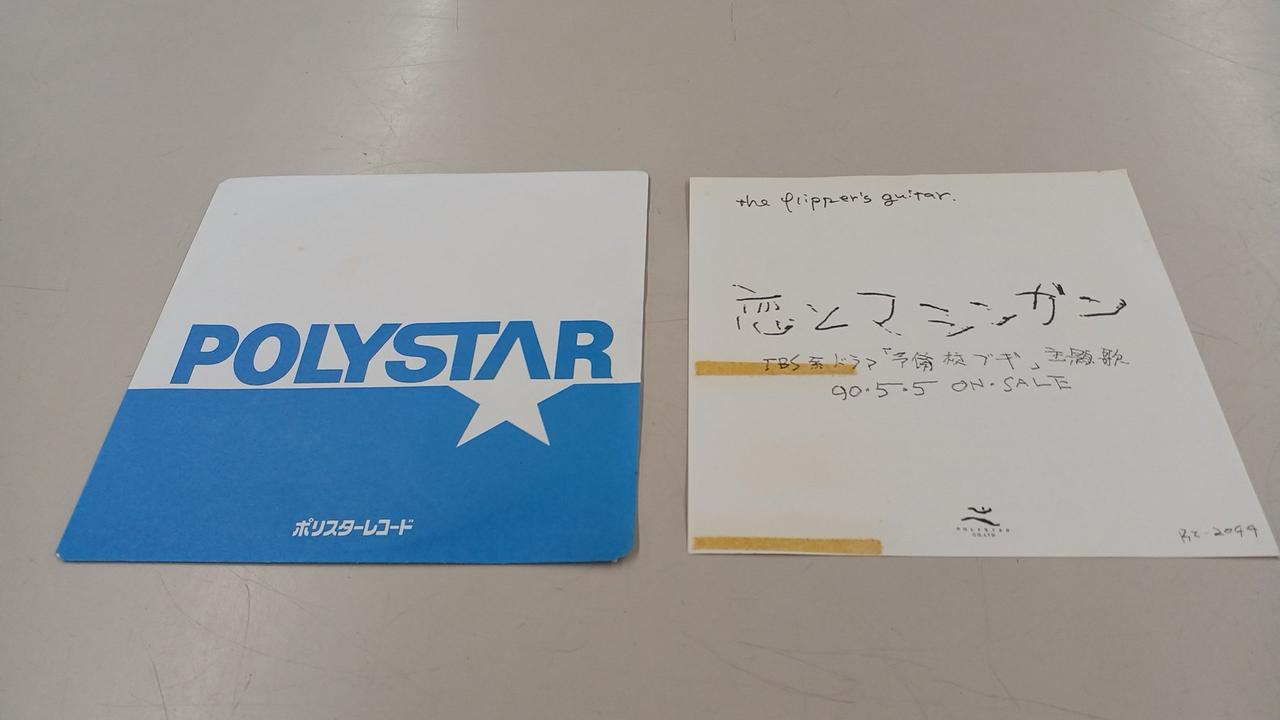 POLYSTAR
ポリスターレコード
the flipper's guitar.
恋とマシンガン
TBS系ドラマ「予備校ブギ」主題歌
90.5.5 ON.SALE
POLYSTAR
CO.,LTD.